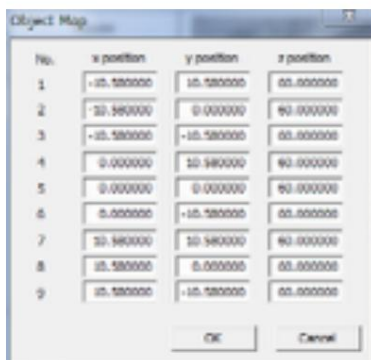 Object Map
No. x position y position z position
1 -10.580000 10.580000 60.000000
2 -10.580000 0.000000 60.000000
3 -10.580000 -10.580000 60.000000
4 0.000000 10.580000 60.000000
5 0.000000 0.000000 60.000000
6 0.000000 -10.580000 60.000000
7 10.580000 10.580000 60.000000
8 10.580000 0.000000 60.000000
9 10.580000 -10.580000 60.000000
OK Cancel